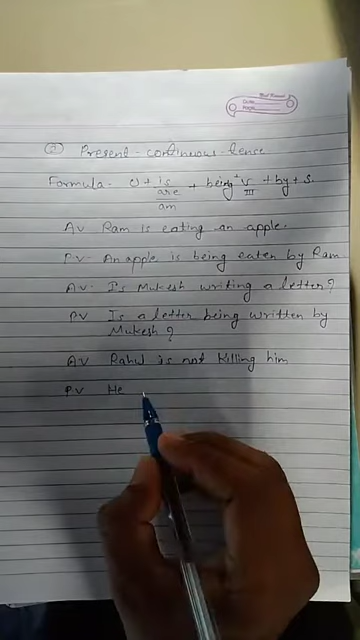 ② Present-continuous-tense
Formula- O + is/are/am + being + V III + by + S.
AV Ram is eating an apple.
PV- An apple is being eaten by Ram
AV- Is Mukesh writing a letter?
PV Is a letter being written by
Mukesh?
AV Rahul is not killing him
PV He